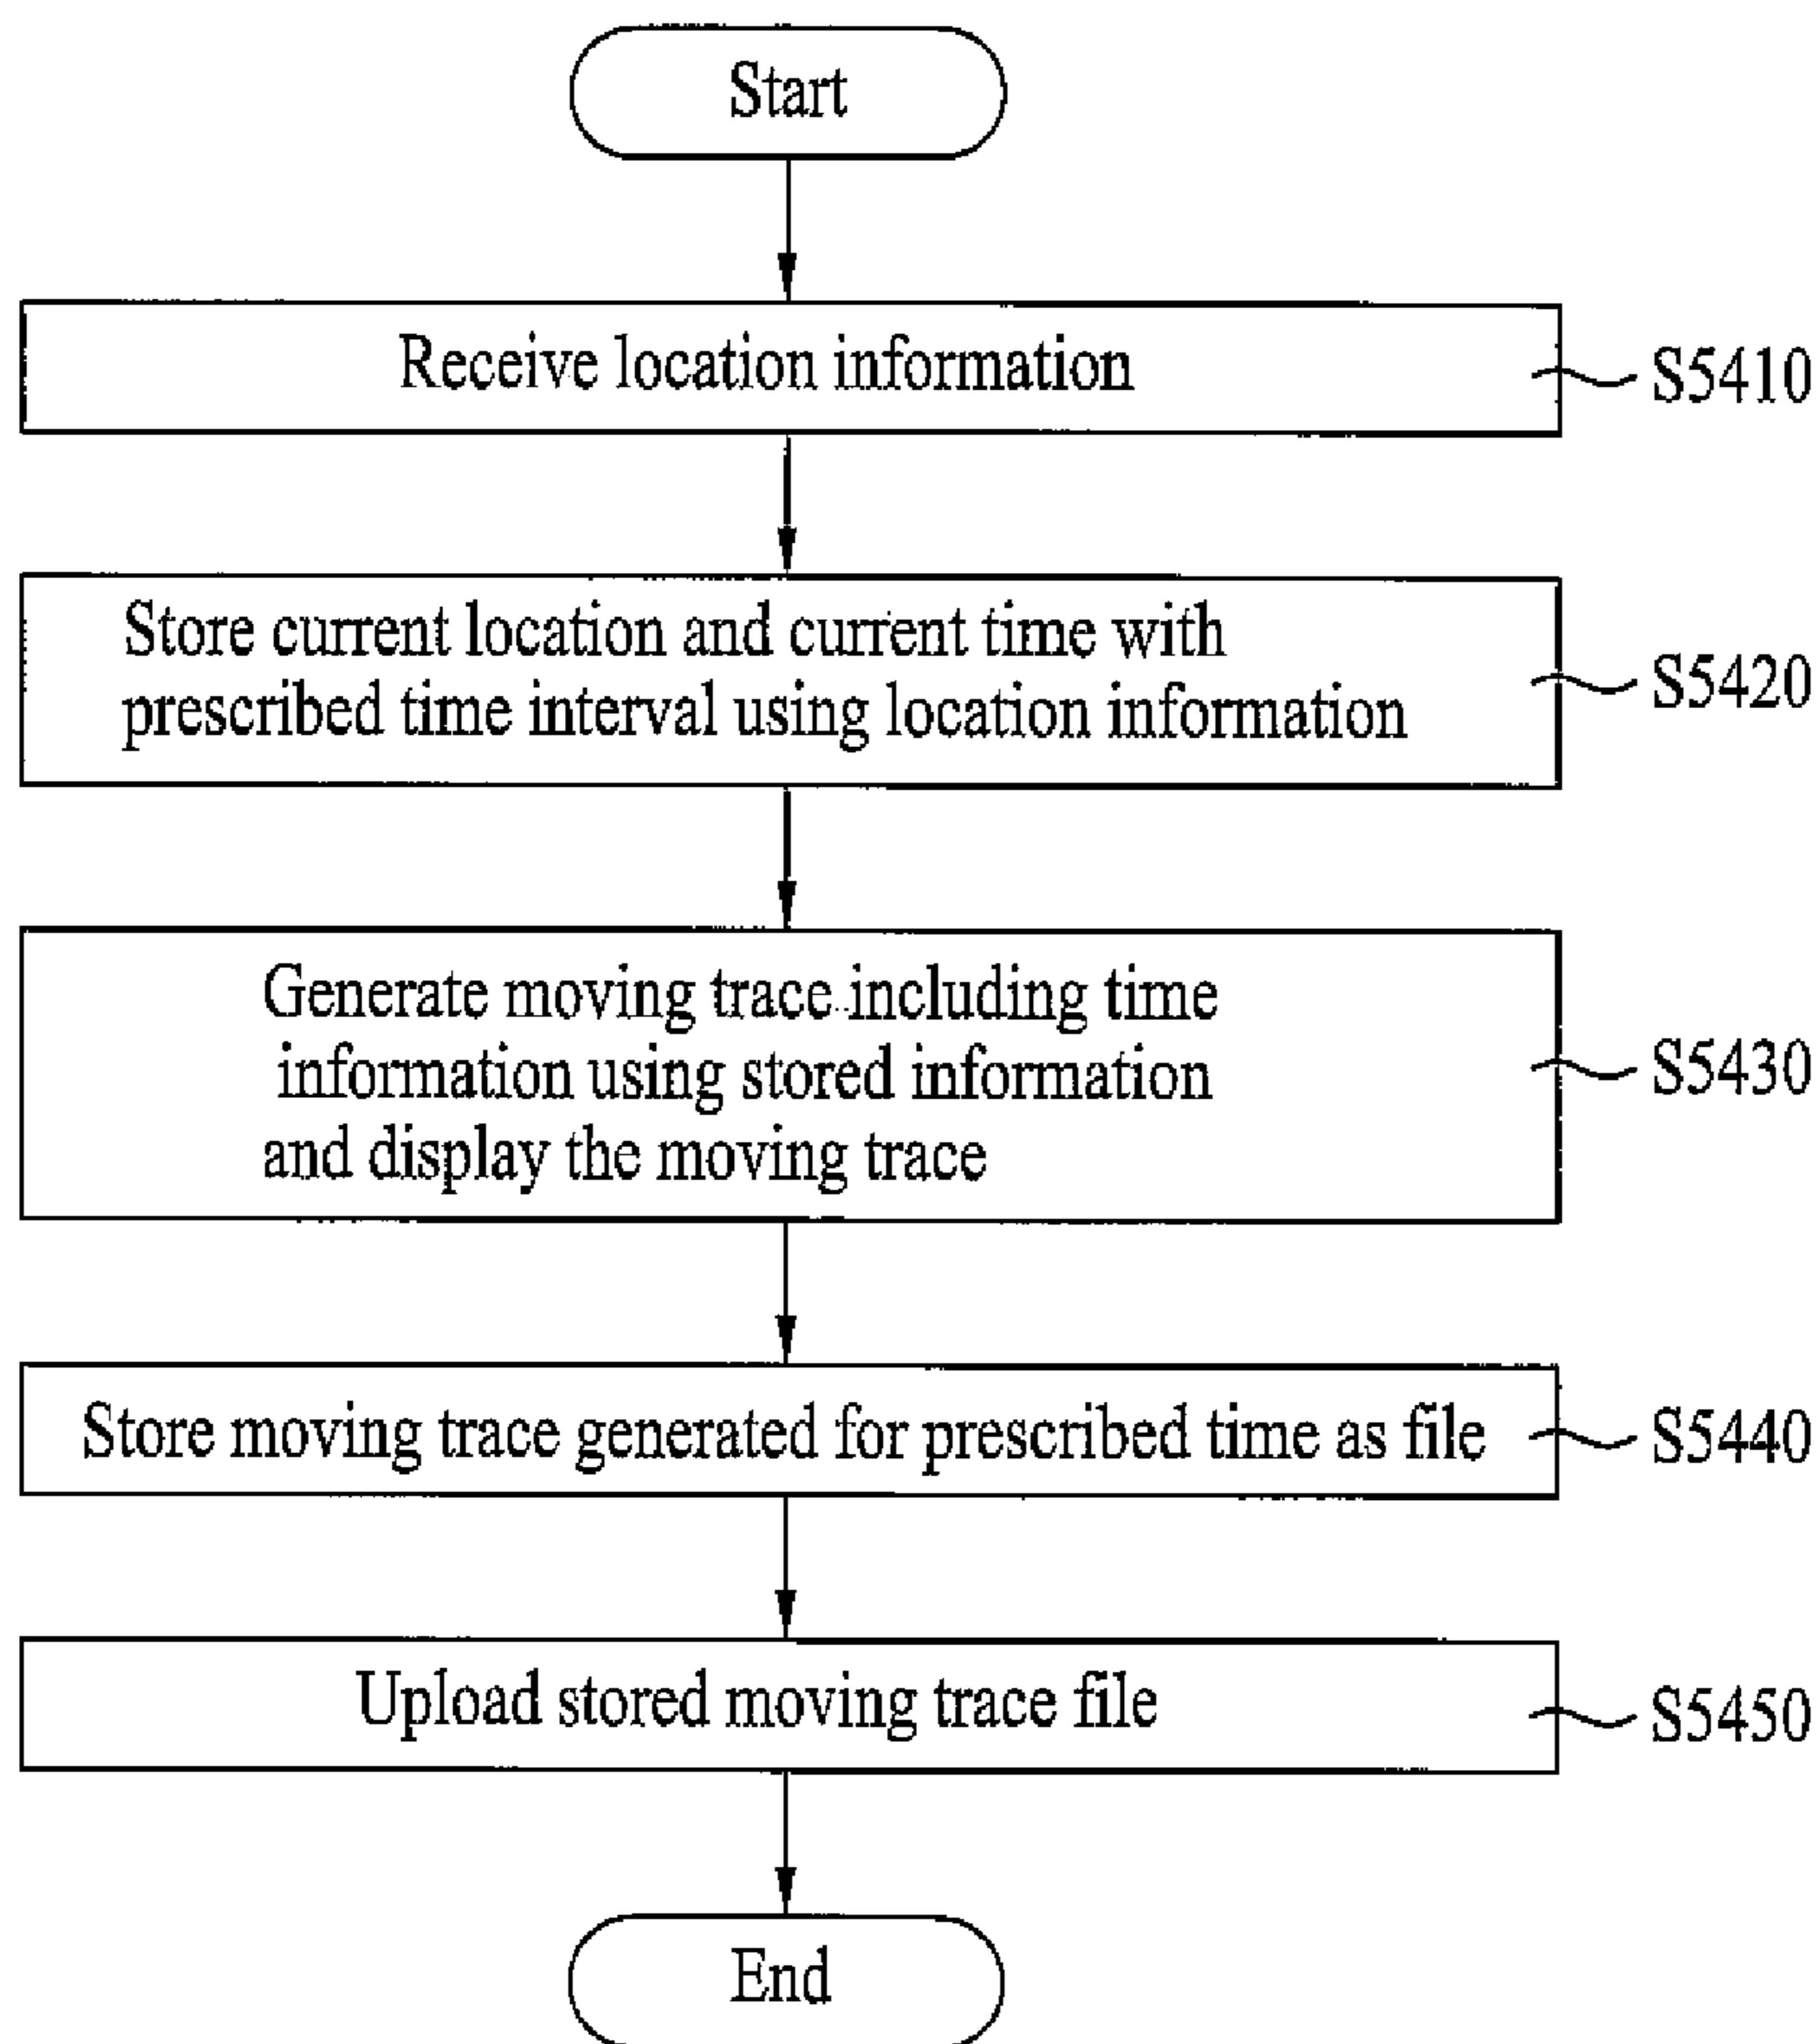 Start
Receive location information
S5410
Store current location and current time with
prescribed time interval using location information
S5420
Generate moving trace including time
information using stored information
and display the moving trace
S5430
Store moving trace generated for prescribed time as file
S5440
Upload stored moving trace file
S5450
End